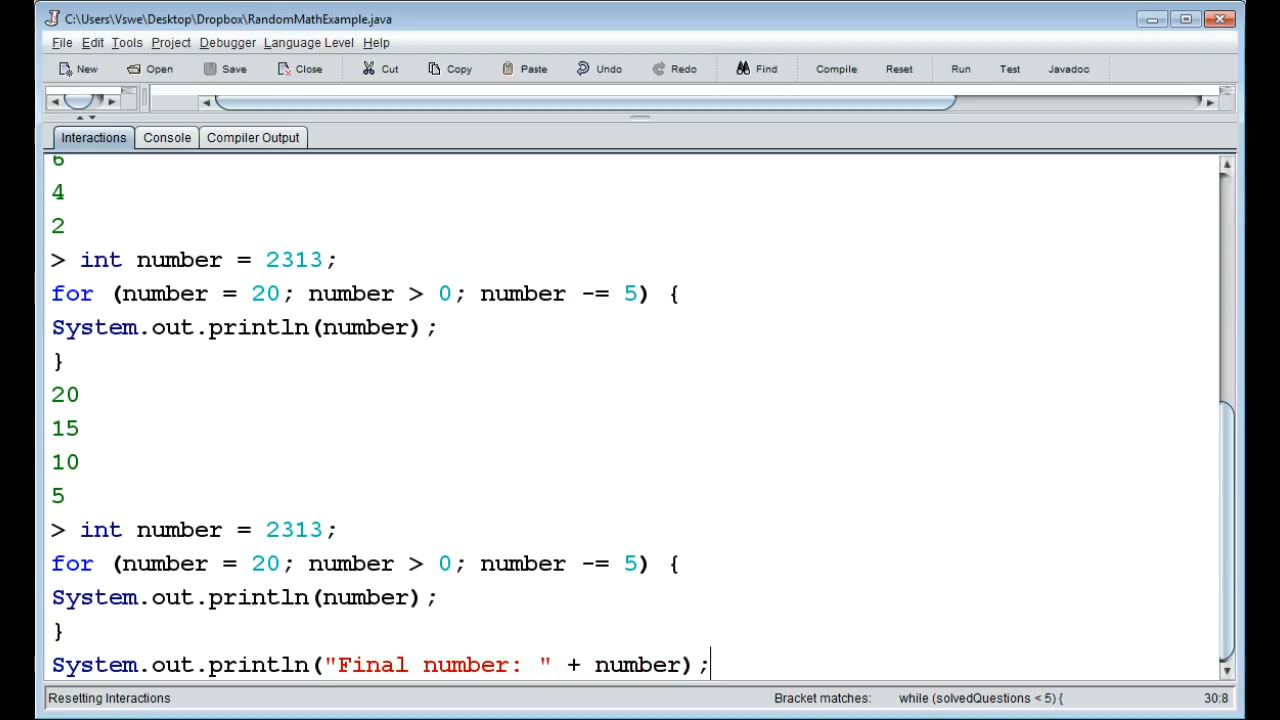 C:\Users\Vswe\Desktop\Dropbox\RandomMathExample.java
File Edit Tools Project Debugger Language Level Help
New Open Save Close Cut Copy Paste Undo Redo Find Compile Reset Run Test Javadoc
Interactions Console Compiler Output
6
4
2
> int number = 2313;
for (number = 20; number > 0; number -= 5) {
System.out.println(number);
}
20
15
10
5
> int number = 2313;
for (number = 20; number > 0; number -= 5) {
System.out.println(number);
}
System.out.println("Final number: " + number);
Resetting Interactions Bracket matches: while (solvedQuestions < 5) { 30:8